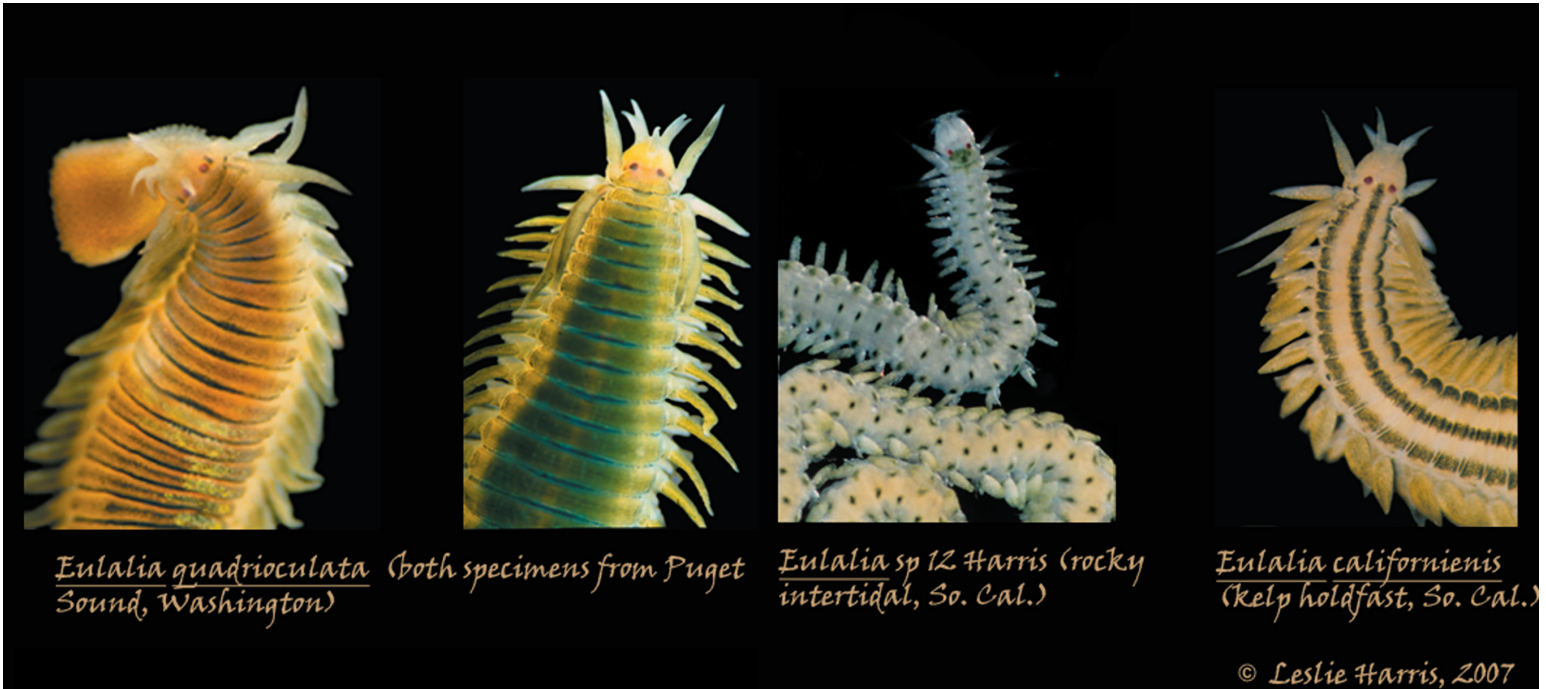 Eulalia quadrioculata (both specimens from Puget
Sound, Washington)
Eulalia sp 12 Harris (rocky
intertidal, So. Cal.)
Eulalia californienis
(kelp holdfast, So. Cal.)
© Leslie Harris, 2007